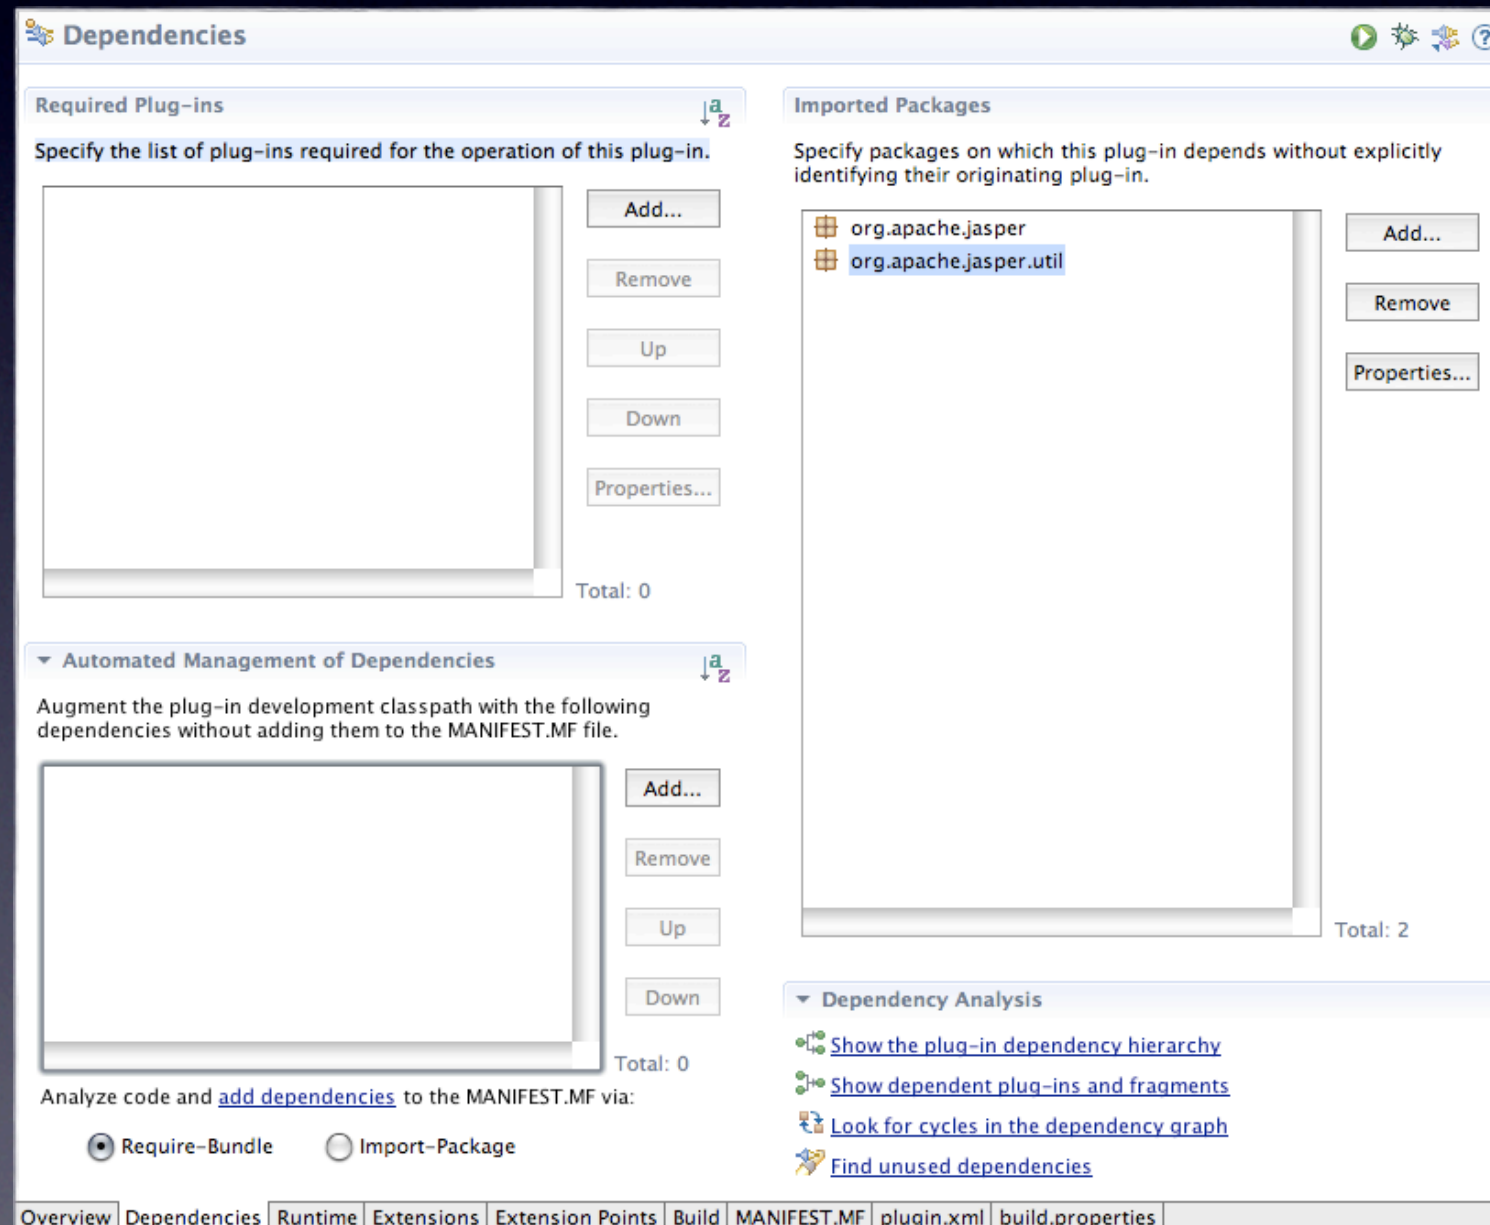 Dependencies
Required Plug-ins
Specify the list of plug-ins required for the operation of this plug-in.
Add...
Remove
Up
Down
Properties...
Total: 0
Automated Management of Dependencies
Augment the plug-in development classpath with the following
dependencies without adding them to the MANIFEST.MF file.
Add...
Remove
Up
Down
Total: 0
Analyze code and add dependencies to the MANIFEST.MF via:
Require-Bundle Import-Package
Imported Packages
Specify packages on which this plug-in depends without explicitly
identifying their originating plug-in.
org.apache.jasper
org.apache.jasper.util
Add...
Remove
Properties...
Total: 2
Dependency Analysis
Show the plug-in dependency hierarchy
Show dependent plug-ins and fragments
Look for cycles in the dependency graph
Find unused dependencies
Overview Dependencies Runtime Extensions Extension Points Build MANIFEST.MF plugin.xml build.properties